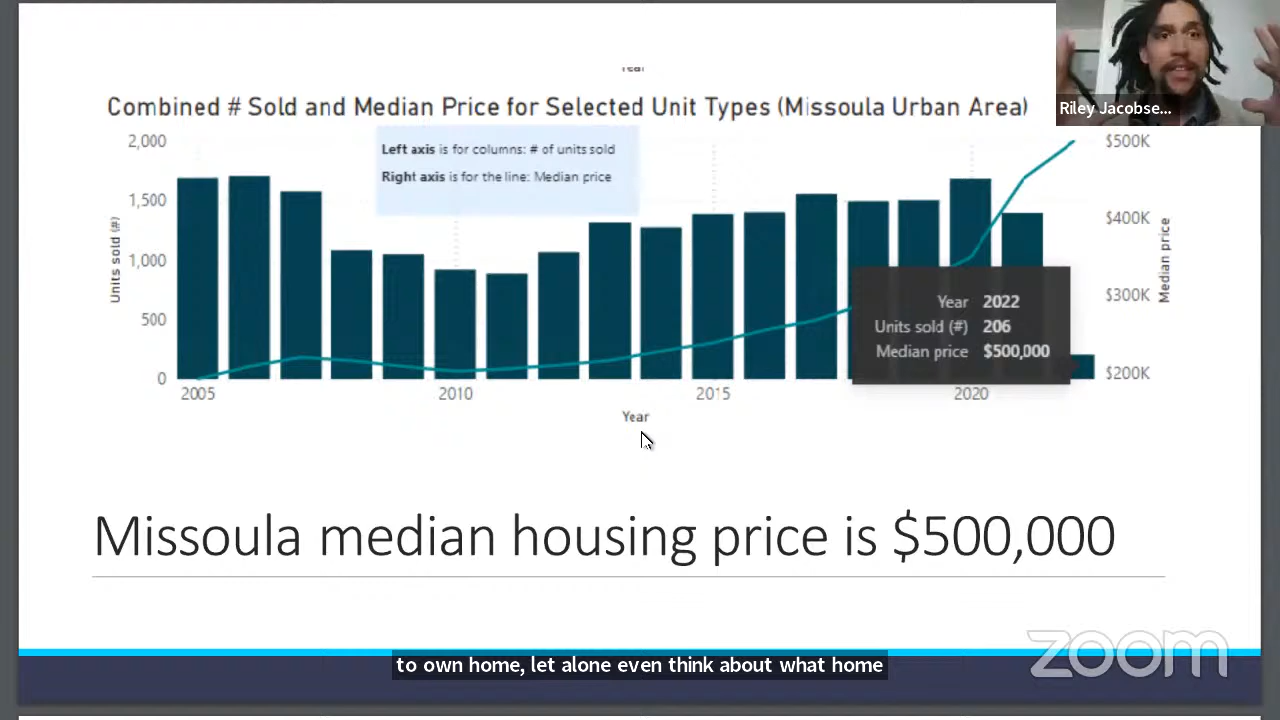 Year
Combined # Sold and Median Price for Selected Unit Types (Missoula Urban Area)
Riley Jacobse...
Left axis is for columns: # of units sold
Right axis is for the line: Median price
2,000
1,500
1,000
500
0
Units sold (#)
$500K
$400K
$300K
$200K
Median price
Year 2022
Units sold (#) 206
Median price $500,000
2005
2010
2015
2020
Year
Missoula median housing price is $500,000
zoom
to own home, let alone even think about what home